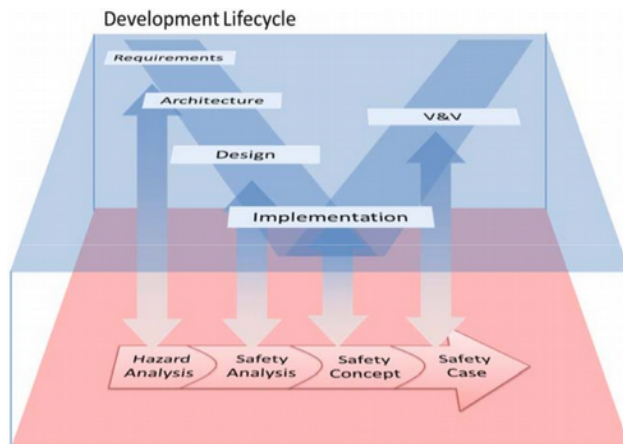 Development Lifecycle
Requirements
Architecture
V&V
Design
Implementation
Hazard
Analysis
Safety
Analysis
Safety
Concept
Safety
Case